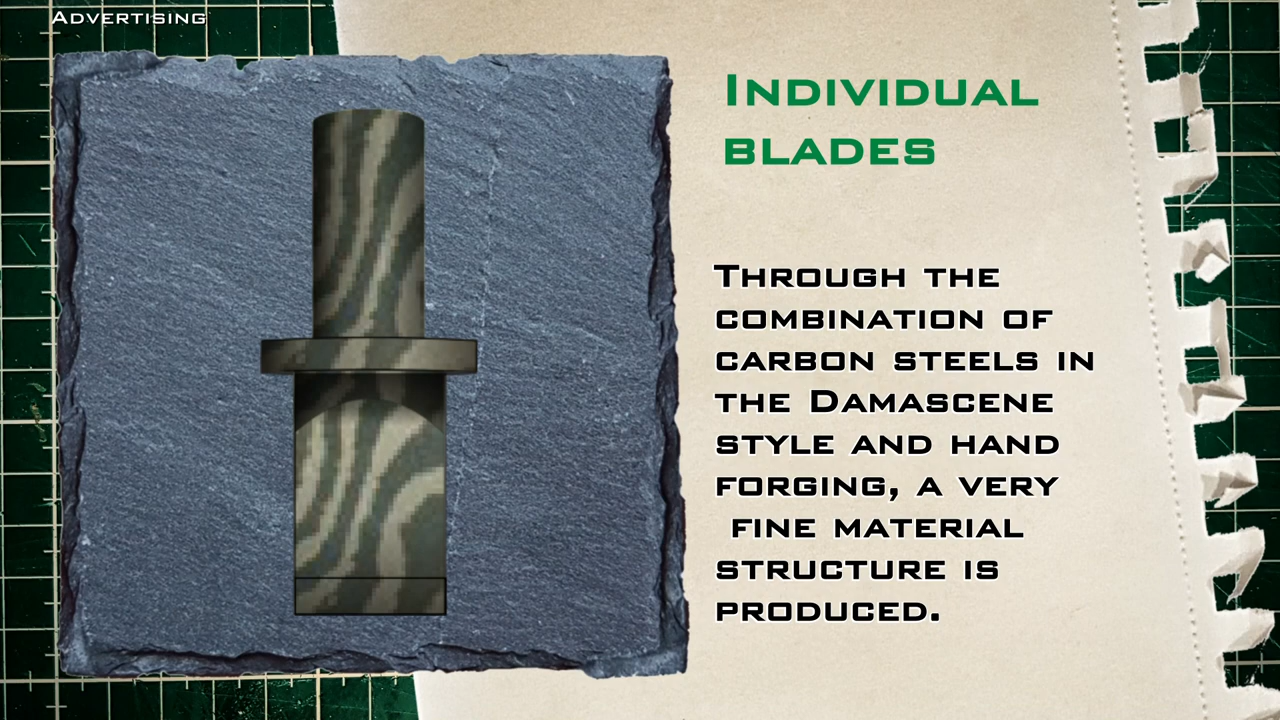 Advertising
Individual
blades
Through the
combination of
carbon steels in
the Damascene
style and hand
forging, a very
fine material
structure is
produced.